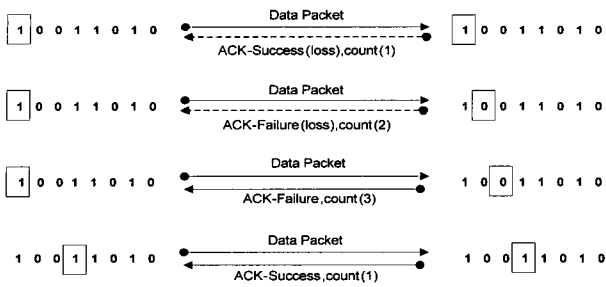 Data Packet
1 0 0 1 1 0 1 0 1 0 0 1 1 0 1 0
ACK-Success(loss),count(1)
Data Packet
1 0 0 1 1 0 1 0 1 0 0 1 1 0 1 0
ACK-Failure(loss),count(2)
Data Packet
1 0 0 1 1 0 1 0 1 0 0 1 1 0 1 0
ACK-Failure,count(3)
Data Packet
1 0 0 1 1 0 1 0 1 0 0 1 1 0 1 0
ACK-Success,count(1)